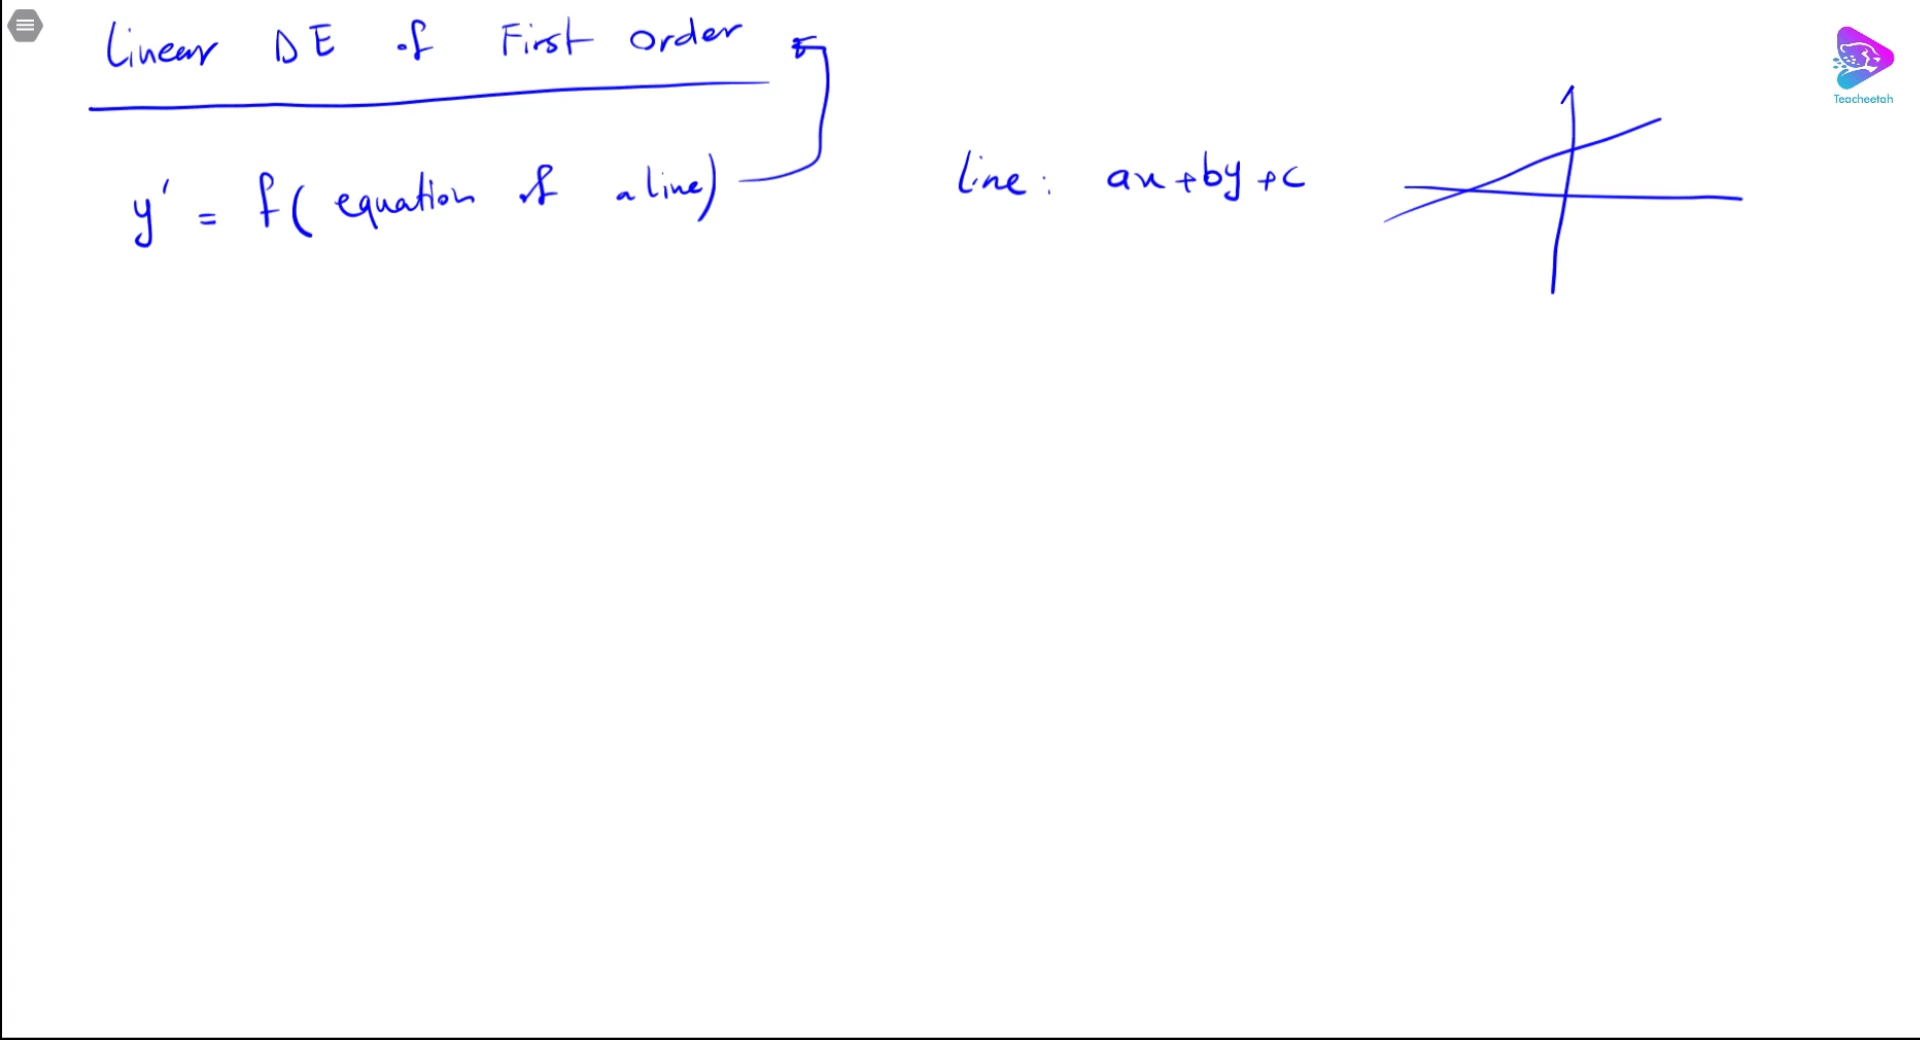 Linear DE of First Order
y' = f( equation of a line)
Line: ax+by+c
Teacheetah